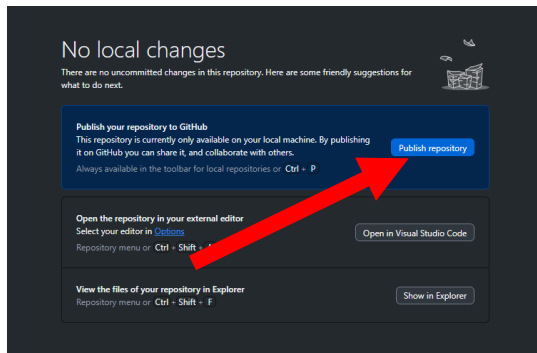 No local changes
There are no uncommitted changes in this repository. Here are some friendly suggestions for
what to do next.
Publish your repository to GitHub
This repository is currently only available on your local machine. By publishing
it on GitHub you can share it, and collaborate with others.
Always available in the toolbar for local repositories or Ctrl + P
Publish repository
Open the repository in your external editor
Select your editor in Options
Repository menu or Ctrl + Shift +
Open in Visual Studio Code
View the files of your repository in Explorer
Repository menu or Ctrl + Shift + F
Show in Explorer